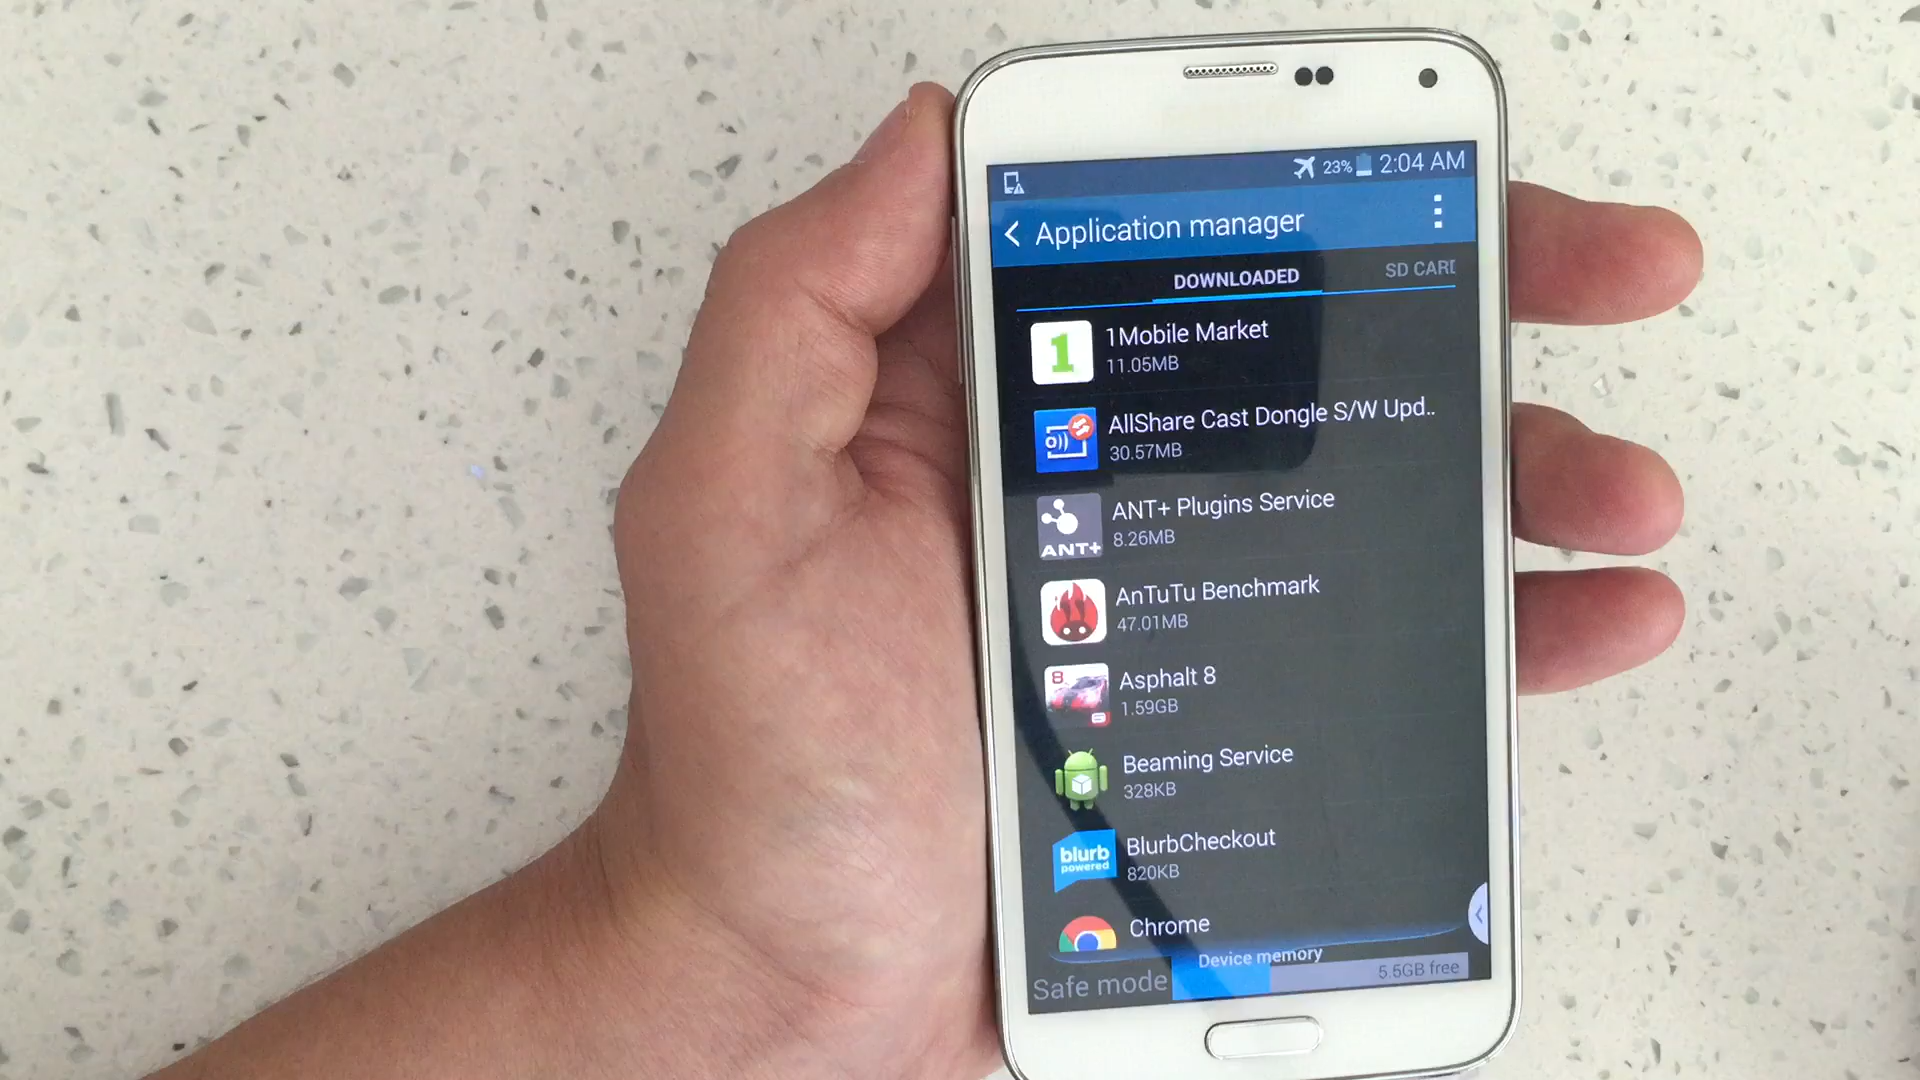 23% 2:04 AM
Application manager
DOWNLOADED SD CARD
1
1Mobile Market
11.05MB
AllShare Cast Dongle S/W Upd..
30.57MB
ANT+ Plugins Service
ANT+
8.26MB
AnTuTu Benchmark
47.01MB
8
Asphalt 8
1.59GB
Beaming Service
328KB
blurb
powered
BlurbCheckout
820KB
Chrome
Device memory
5.5GB free
Safe mode